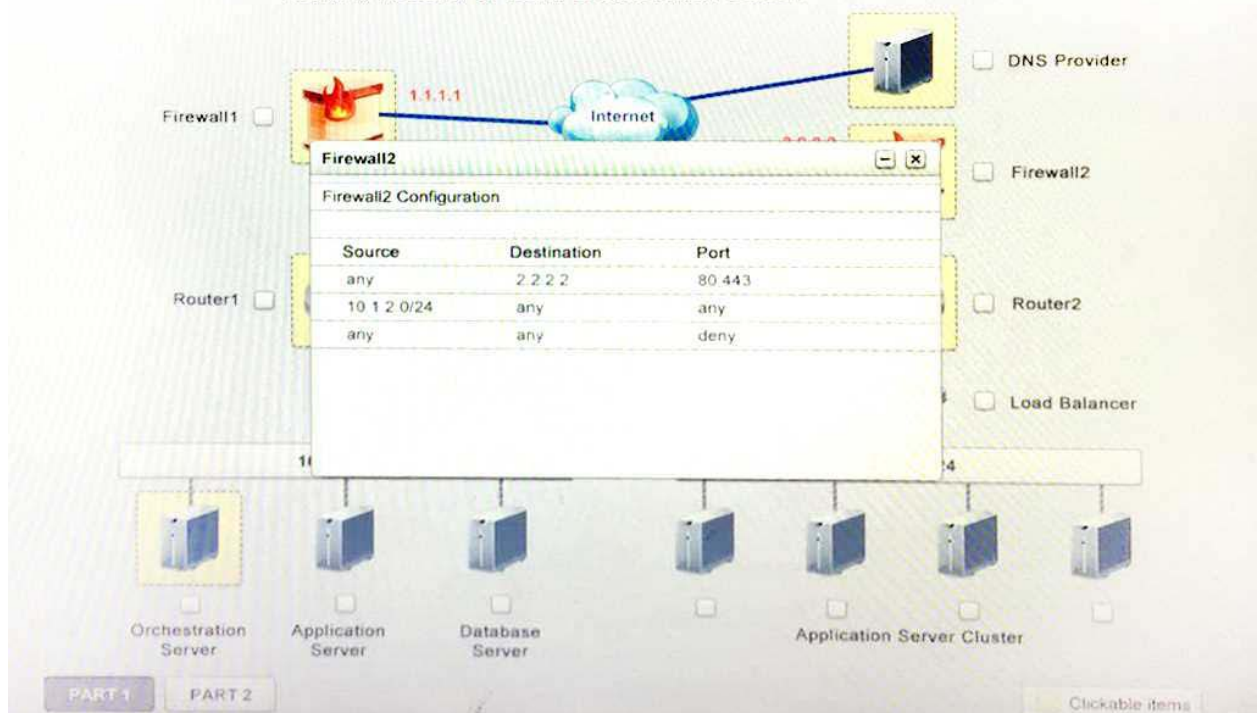 DNS Provider
1.1.1.1
Firewall1
Internet
Firewall2
Firewall2
Firewall2 Configuration
Source Destination Port
any 2.2.2.2 80 443
Router1
10 1 2 0/24 any any
Router2
any any deny
Load Balancer
Orchestration Server
Application Server
Database Server
Application Server Cluster
PART 1
PART 2
Clickable items